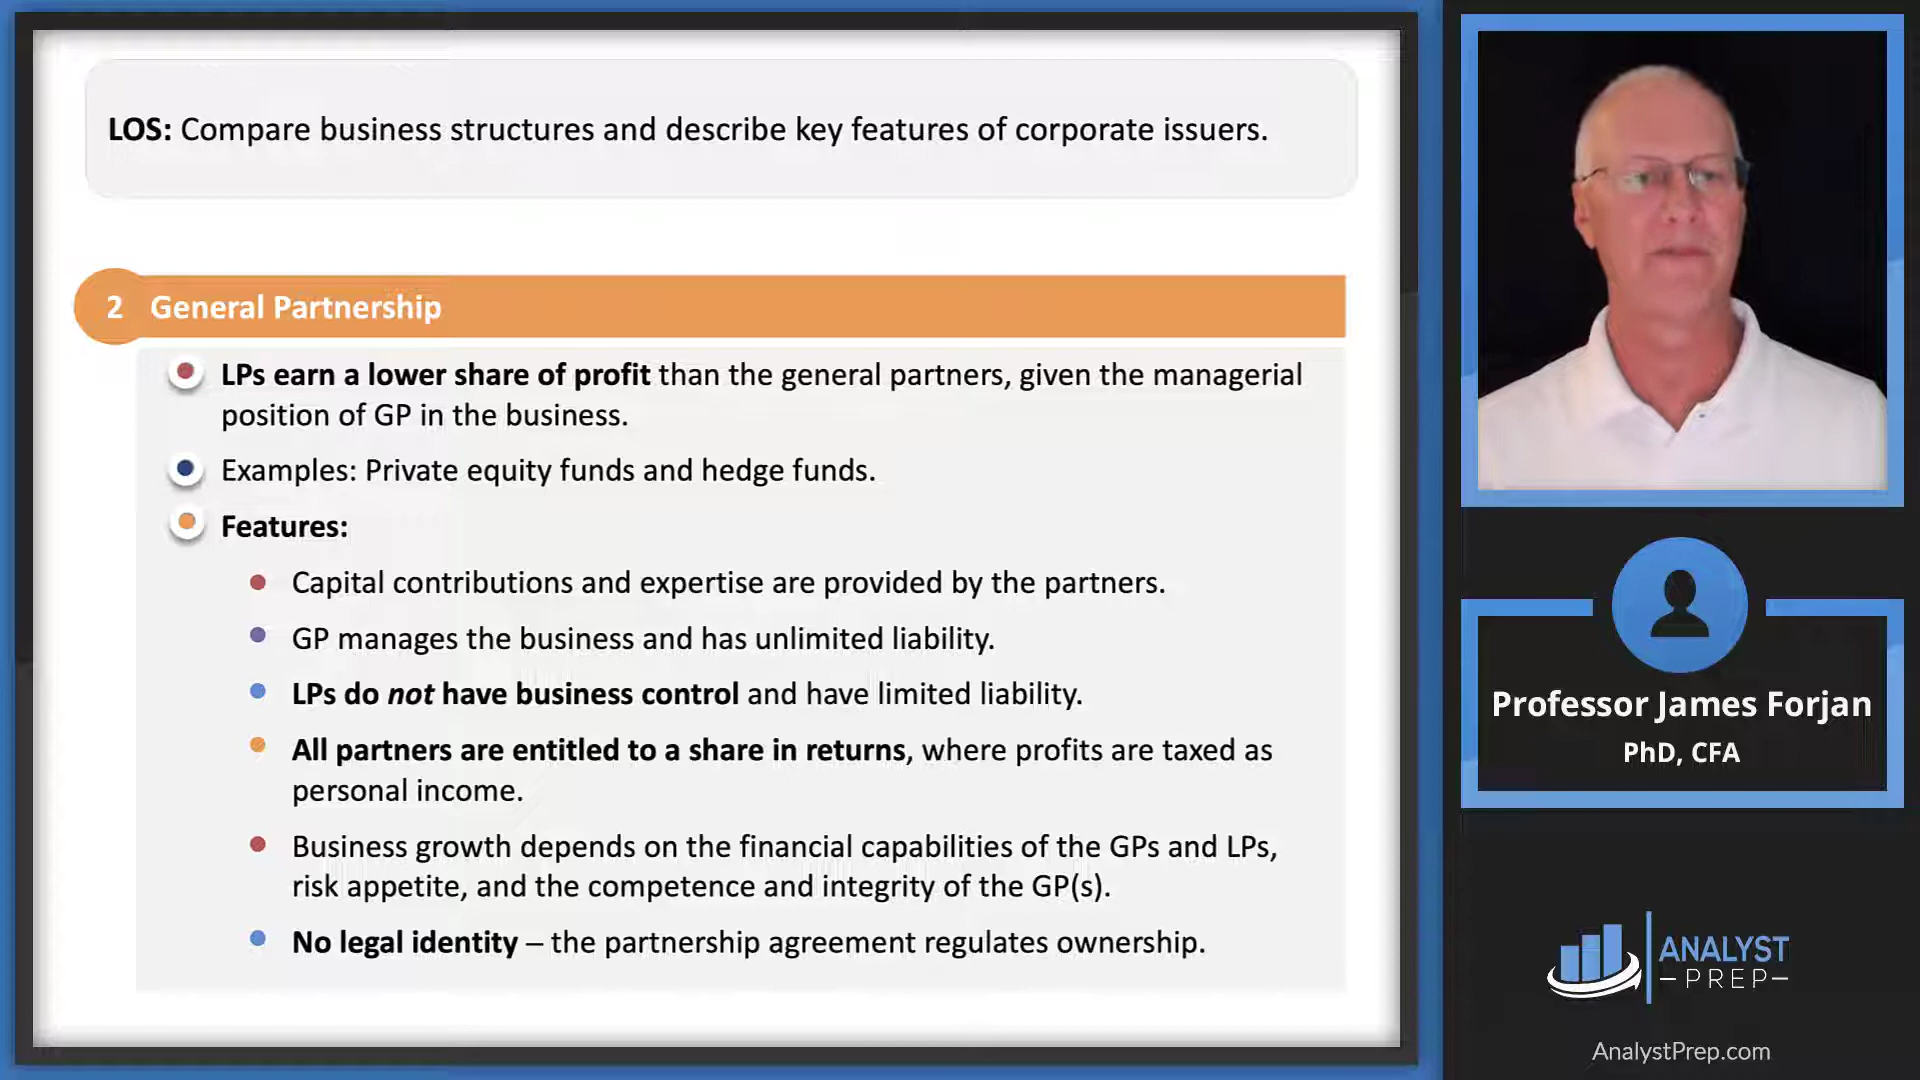 LOS: Compare business structures and describe key features of corporate issuers.
2 General Partnership
LPs earn a lower share of profit than the general partners, given the managerial
position of GP in the business.
Examples: Private equity funds and hedge funds.
Features:
Capital contributions and expertise are provided by the partners.
GP manages the business and has unlimited liability.
LPs do not have business control and have limited liability.
All partners are entitled to a share in returns, where profits are taxed as
personal income.
Business growth depends on the financial capabilities of the GPs and LPs,
risk appetite, and the competence and integrity of the GP(s).
No legal identity – the partnership agreement regulates ownership.
Professor James Forjan
PhD, CFA
ANALYST
PREP
AnalystPrep.com